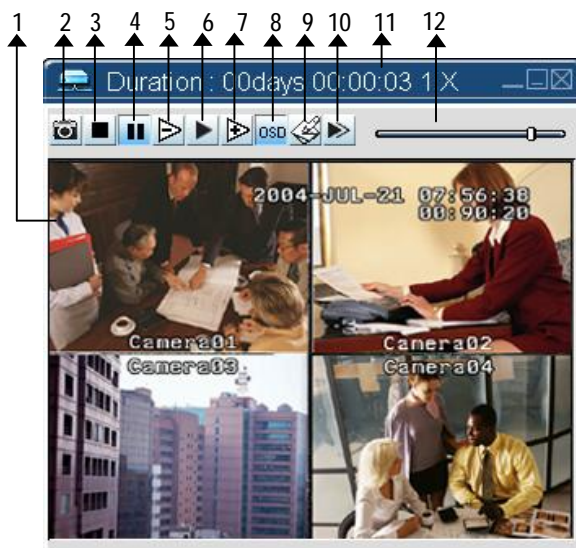 1 2 3 4 5 6 7 8 9 10 11 12
Duration : 00days 00:00:03 1 X
OSD
2004-JUL-21 07:56:38
00:90:20
Camera01
Camera02
Camera03
Camera04